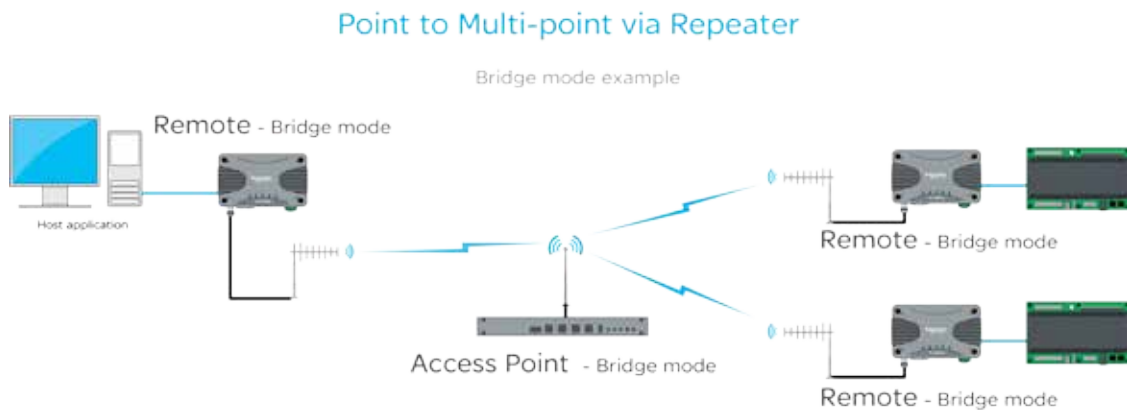 Point to Multi-point via Repeater
Bridge mode example
Remote - Bridge mode
Host application
Remote - Bridge mode
Access Point - Bridge mode
Remote - Bridge mode